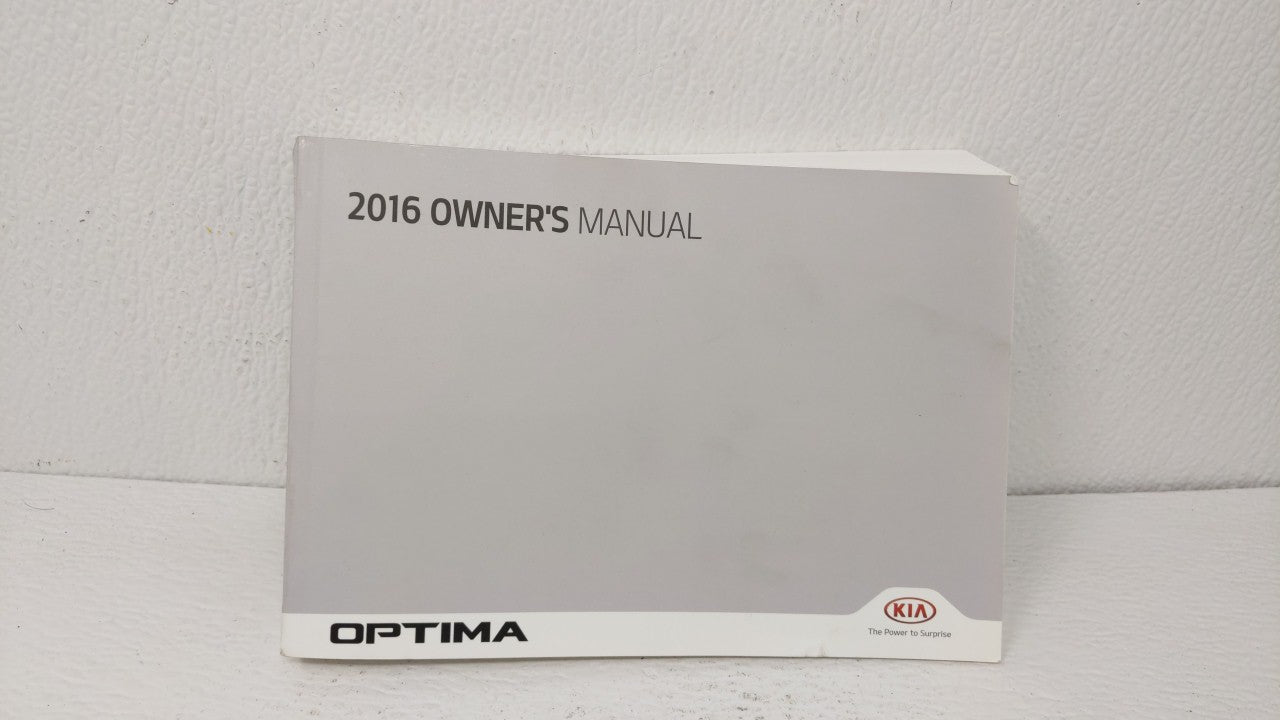 2016 OWNER'S MANUAL
OPTIMA
KIA
The Power to Surprise